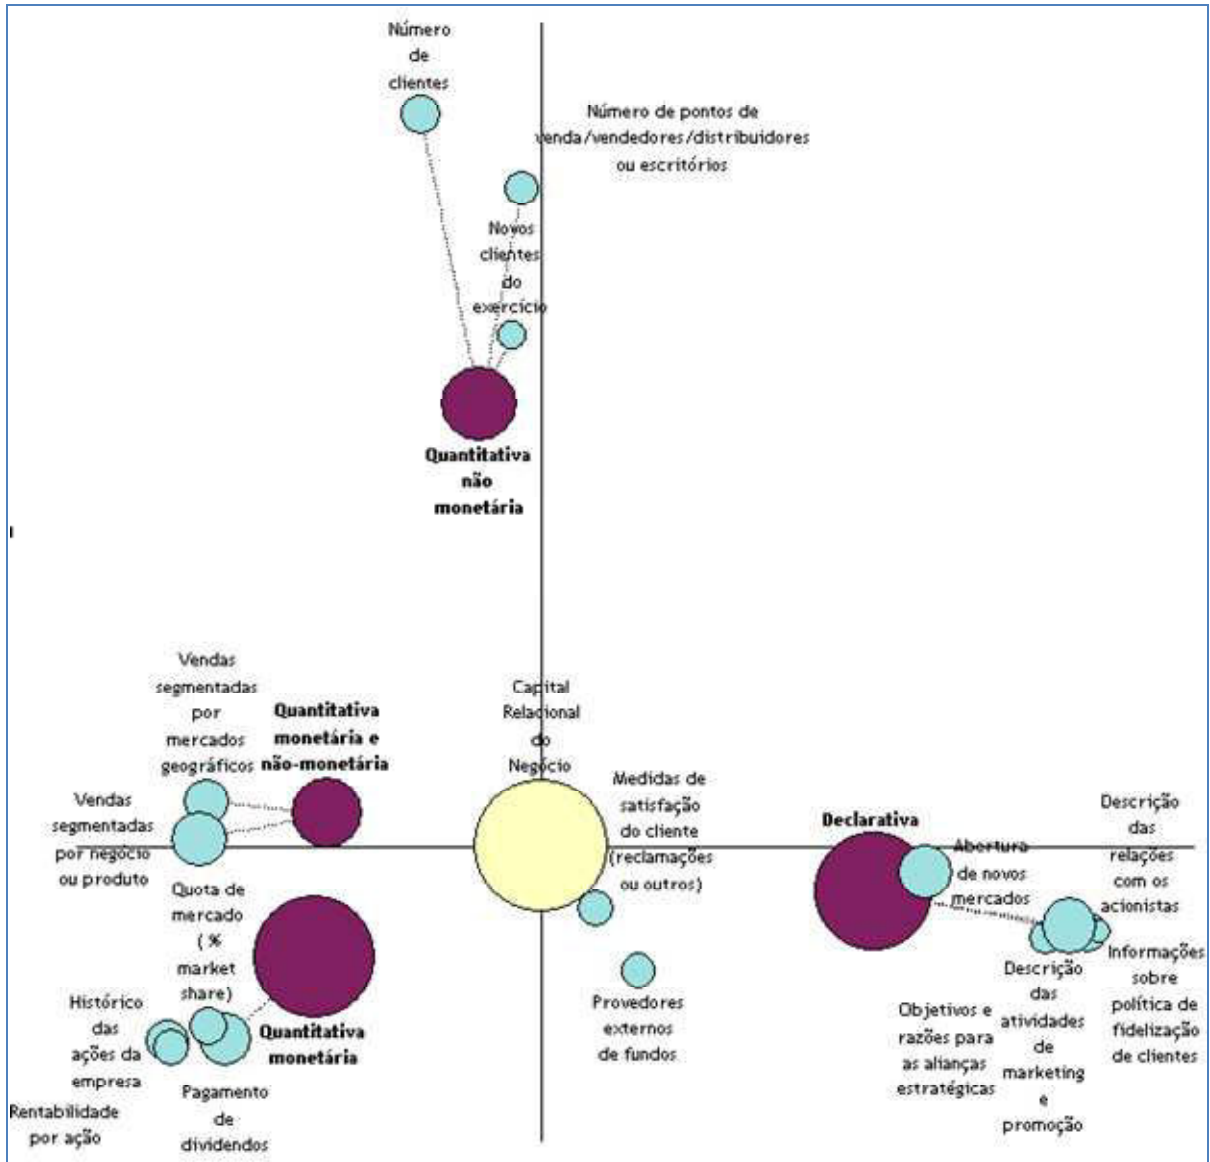 Número
de
clientes
Número de pontos de
venda/vendedores/distribuidores
ou escritórios
Novos
clientes
do
exercício
Quantitativa
não
monetária
Vendas
segmentadas
por
mercados
geográficos
Quantitativa
monetária e
não-monetária
Capital
Relacional
do
Negócio
Vendas
segmentadas
por negócio
ou produto
Medidas de
satisfação
do cliente
(reclamações
ou outros)
Declarativa
Abertura
de novos
mercados
Descrição
das
relações
com os
acionistas
Quota de
mercado
( %
market
share)
Histórico
das
ações da
empresa
Quantitativa
monetária
Rentabilidade
por ação
Pagamento
de
dividendos
Provedores
externos
de fundos
Objetivos e
razões para
as alianças
estratégicas
Descrição
das
atividades
de
marketing
e
promoção
Informações
sobre
política de
fidelização
de clientes